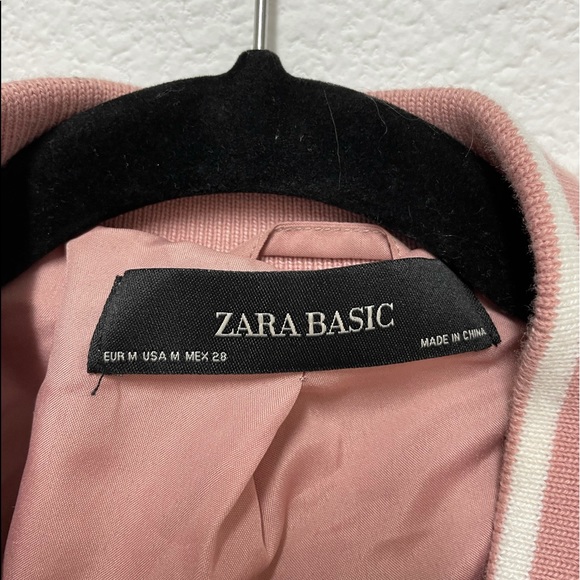 ZARA BASIC
EUR M USA M MEX 28
MADE IN CHINA